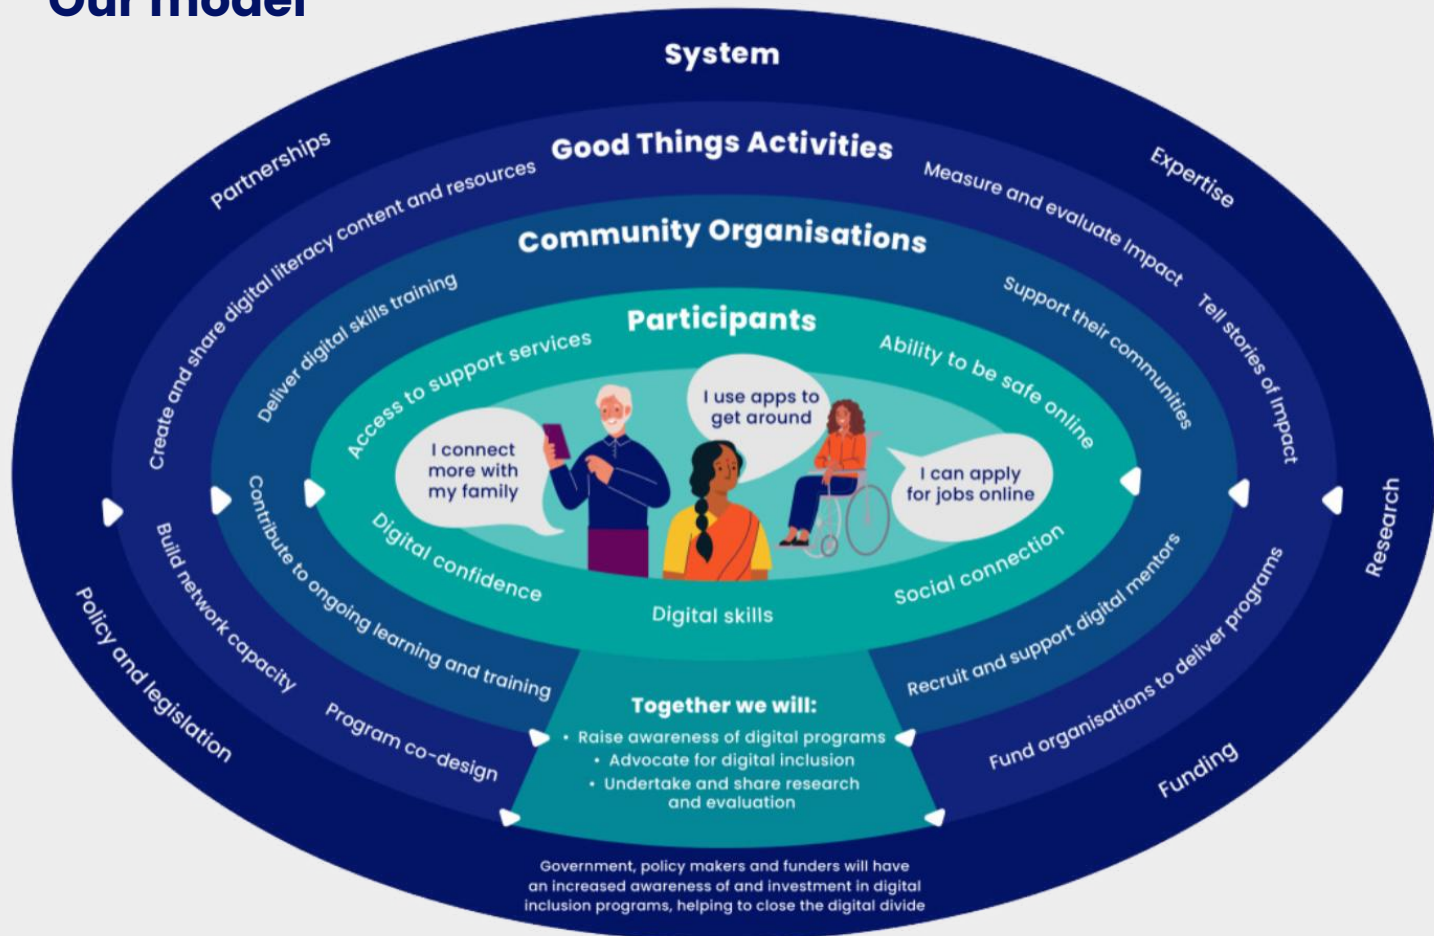 Our model
System
Partnerships
Expertise
Research
Funding
Policy and legislation
Good Things Activities
Create and share digital literacy content and resources
Measure and evaluate Impact
Tell stories of Impact
Fund organisations to deliver programs
Build network capacity
Program co-design
Community Organisations
Deliver digital skills training
Support their communities
Recruit and support digital mentors
Contribute to ongoing learning and training
Participants
Access to support services
Ability to be safe online
Social connection
Digital skills
Digital confidence
I connect
more with
my family
I use apps to
get around
I can apply
for jobs online
Together we will:
• Raise awareness of digital programs
• Advocate for digital inclusion
• Undertake and share research
and evaluation
Government, policy makers and funders will have
an increased awareness of and investment in digital
inclusion programs, helping to close the digital divide